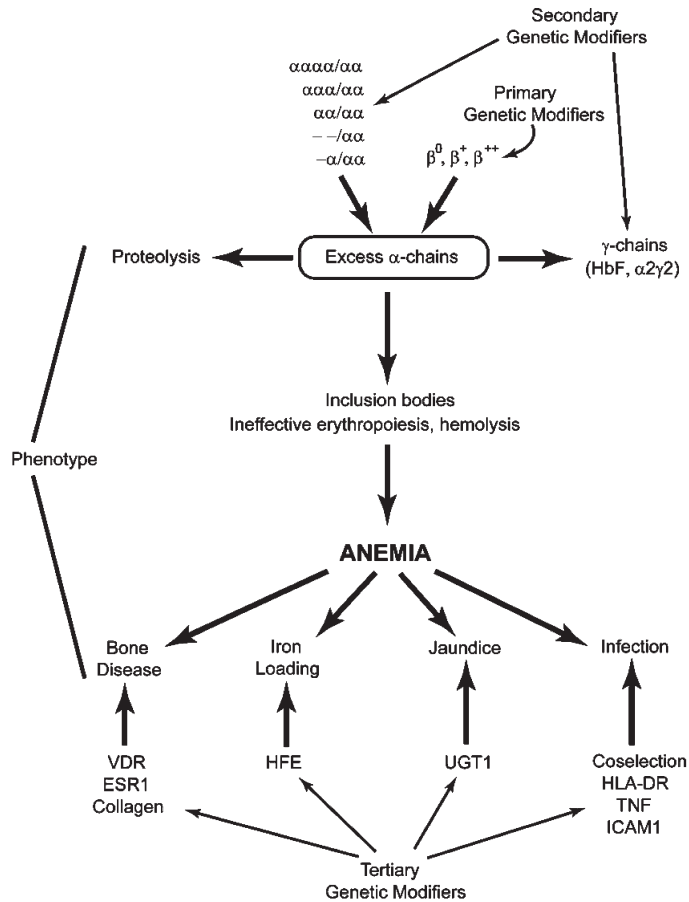 Secondary
Genetic Modifiers
αααα/αα
ααα/αα
αα/αα
– –/αα
–α/αα
Primary
Genetic Modifiers
β⁰, β⁺, β⁺⁺
Proteolysis
Excess α-chains
γ-chains
(HbF, α2γ2)
Inclusion bodies
Ineffective erythropoiesis, hemolysis
Phenotype
ANEMIA
Bone
Disease
Iron
Loading
Jaundice
Infection
VDR
ESR1
Collagen
HFE
UGT1
Coselection
HLA-DR
TNF
ICAM1
Tertiary
Genetic Modifiers